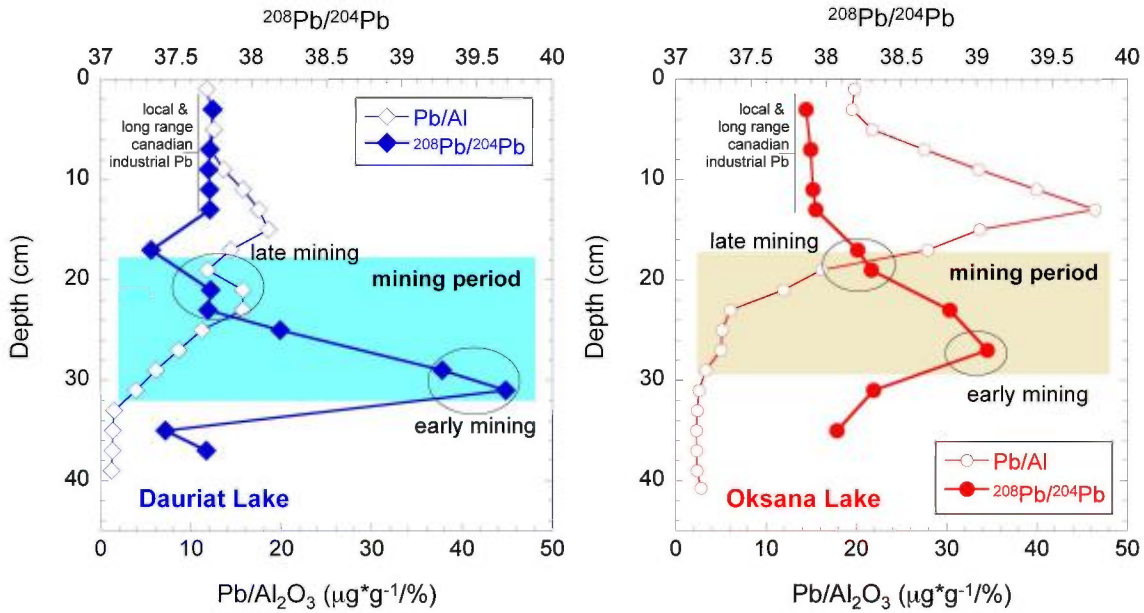 ²⁰⁸Pb/²⁰⁴Pb
37 37.5 38 38.5 39 39.5 40
0
10
20
30
40
Depth (cm)
local &
long range
canadian
industrial Pb
Pb/Al
²⁰⁸Pb/²⁰⁴Pb
late mining
mining period
early mining
Dauriat Lake
0 10 20 30 40 50
Pb/Al₂O₃ (μg*g⁻¹/%)
²⁰⁸Pb/²⁰⁴Pb
37 37.5 38 38.5 39 39.5 40
0
10
20
30
40
Depth (cm)
local &
long range
canadian
industrial Pb
late mining
mining period
early mining
Pb/Al
²⁰⁸Pb/²⁰⁴Pb
Oksana Lake
0 10 20 30 40 50
Pb/Al₂O₃ (μg*g⁻¹/%)